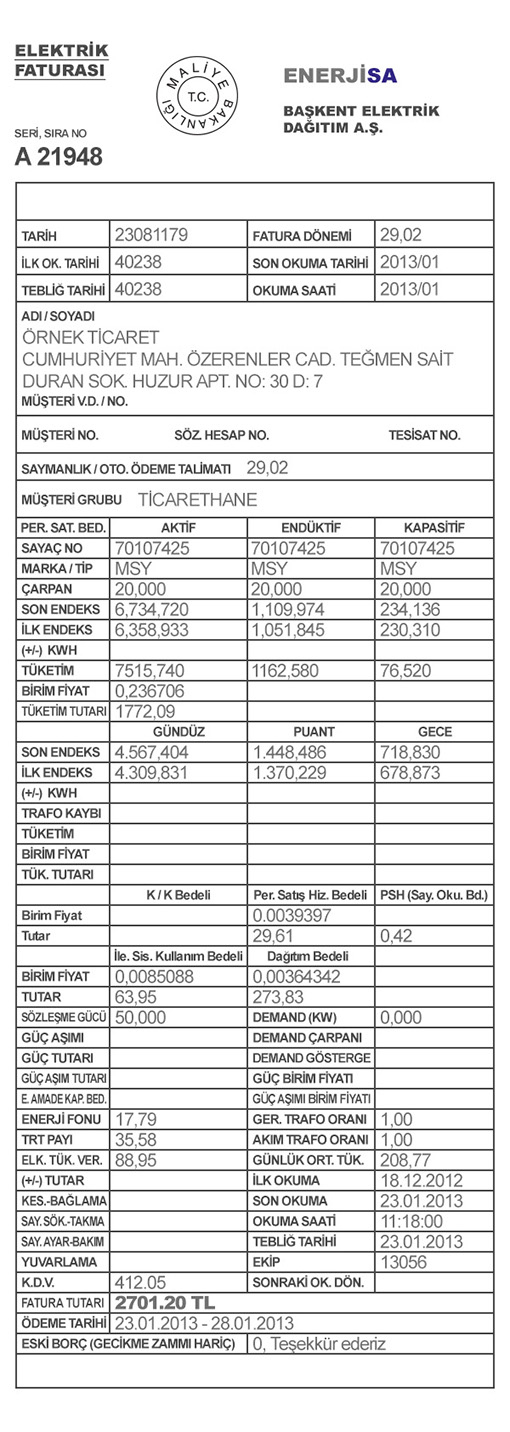 ELEKTRİK
FATURASI
MALİYE BAKANLIĞI
T.C.
ENERJİSA
BAŞKENT ELEKTRİK
DAĞITIM A.Ş.
SERİ, SIRA NO
A 21948
TARİH 23081179 FATURA DÖNEMİ 29,02
İLK OK. TARİHİ 40238 SON OKUMA TARİHİ 2013/01
TEBLİĞ TARİHİ 40238 OKUMA SAATİ 2013/01
ADI / SOYADI
ÖRNEK TİCARET
CUMHURİYET MAH. ÖZERENLER CAD. TEĞMEN SAİT
DURAN SOK. HUZUR APT. NO: 30 D: 7
MÜŞTERİ V.D. / NO.
MÜŞTERİ NO. SÖZ. HESAP NO. TESİSAT NO.
SAYMANLIK / OTO. ÖDEME TALİMATI 29,02
MÜŞTERİ GRUBU TİCARETHANE
PER. SAT. BED. AKTİF ENDÜKTİF KAPASİTİF
SAYAÇ NO 70107425 70107425 70107425
MARKA / TİP MSY MSY MSY
ÇARPAN 20,000 20,000 20,000
SON ENDEKS 6,734,720 1,109,974 234,136
İLK ENDEKS 6,358,933 1,051,845 230,310
(+/-) KWH
TÜKETİM 7515,740 1162,580 76,520
BİRİM FİYAT 0,236706
TÜKETİM TUTARI 1772,09
GÜNDÜZ PUANT GECE
SON ENDEKS 4.567,404 1.448,486 718,830
İLK ENDEKS 4.309,831 1.370,229 678,873
(+/-) KWH
TRAFO KAYBI
TÜKETİM
BİRİM FİYAT
TÜK. TUTARI
K / K Bedeli Per. Satış Hiz. Bedeli PSH (Say. Oku. Bd.)
Birim Fiyat 0.0039397
Tutar 29,61 0,42
İle. Sis. Kullanım Bedeli Dağıtım Bedeli
BİRİM FİYAT 0,0085088 0,00364342
TUTAR 63,95 273,83
SÖZLEŞME GÜCÜ 50,000 DEMAND (KW) 0,000
GÜÇ AŞIMI DEMAND ÇARPANI
GÜÇ TUTARI DEMAND GÖSTERGE
GÜÇ AŞIM TUTARI GÜÇ BİRİM FİYATI
E. AMADE KAP. BED. GÜÇ AŞIMI BİRİM FİYATI
ENERJİ FONU 17,79 GER. TRAFO ORANI 1,00
TRT PAYI 35,58 AKIM TRAFO ORANI 1,00
ELK. TÜK. VER. 88,95 GÜNLÜK ORT. TÜK. 208,77
(+/-) TUTAR İLK OKUMA 18.12.2012
KES.-BAĞLAMA SON OKUMA 23.01.2013
SAY. SÖK.-TAKMA OKUMA SAATİ 11:18:00
SAY. AYAR-BAKIM TEBLİĞ TARİHİ 23.01.2013
YUVARLAMA EKİP 13056
K.D.V. 412.05 SONRAKİ OK. DÖN.
FATURA TUTARI 2701.20 TL
ÖDEME TARİHİ 23.01.2013 - 28.01.2013
ESKİ BORÇ (GECİKME ZAMMI HARİÇ) 0, Teşekkür ederiz